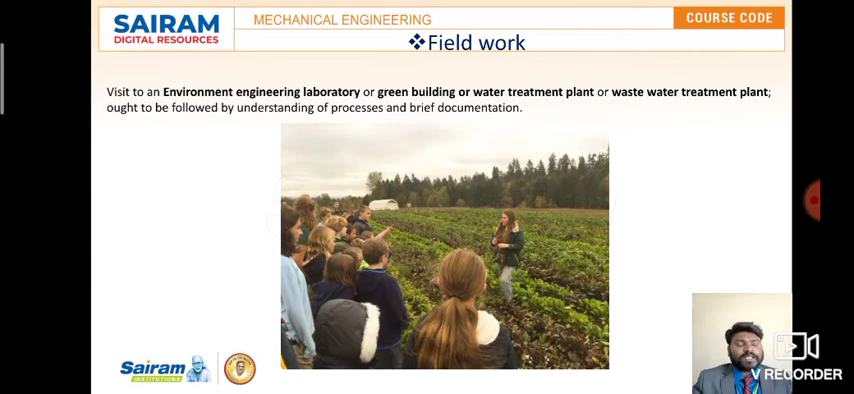 SAIRAM
DIGITAL RESOURCES
MECHANICAL ENGINEERING
COURSE CODE
❖Field work
Visit to an Environment engineering laboratory or green building or water treatment plant or waste water treatment plant;
ought to be followed by understanding of processes and brief documentation.
Sairam
INSTITUTIONS
V RECORDER